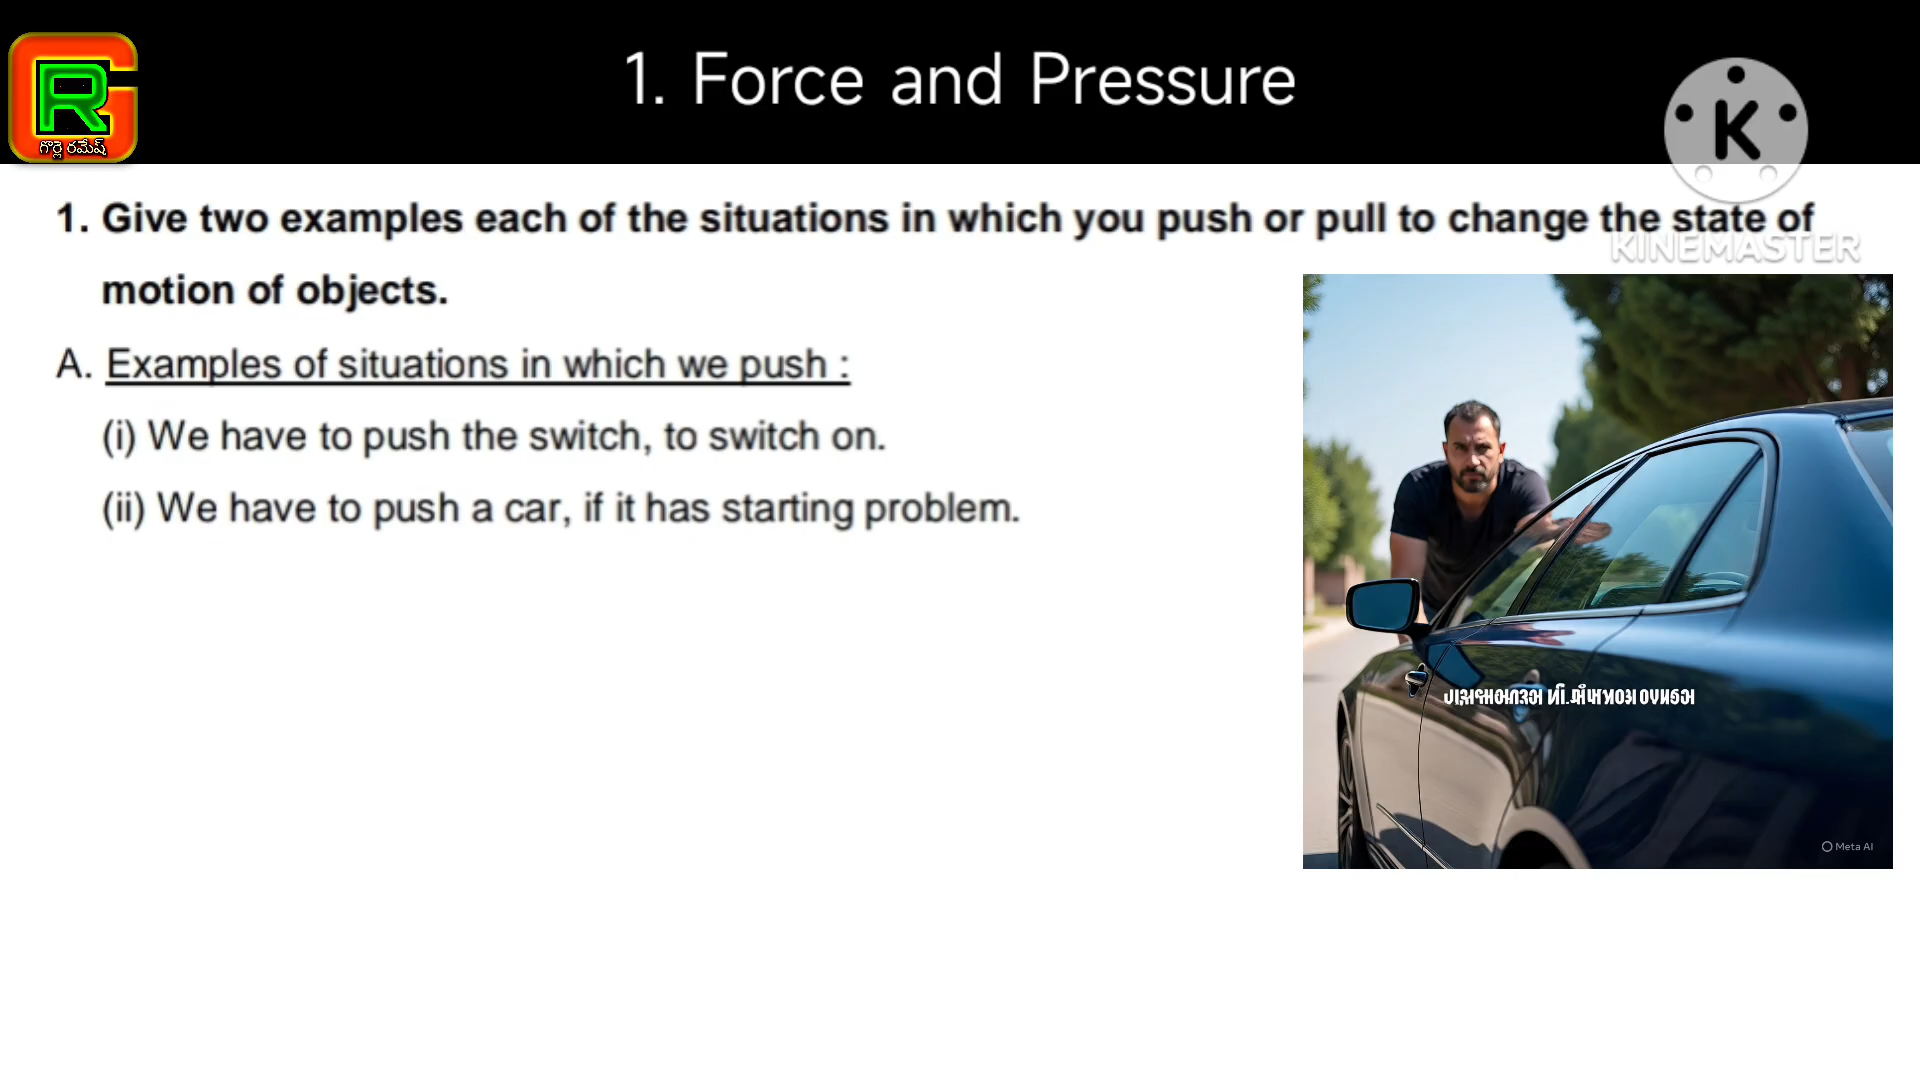 R
గొర్లె రమేష్
1. Force and Pressure
K
KINEMASTER
1. Give two examples each of the situations in which you push or pull to change the state of
motion of objects.
A. Examples of situations in which we push :
(i) We have to push the switch, to switch on.
(ii) We have to push a car, if it has starting problem.
Meta AI